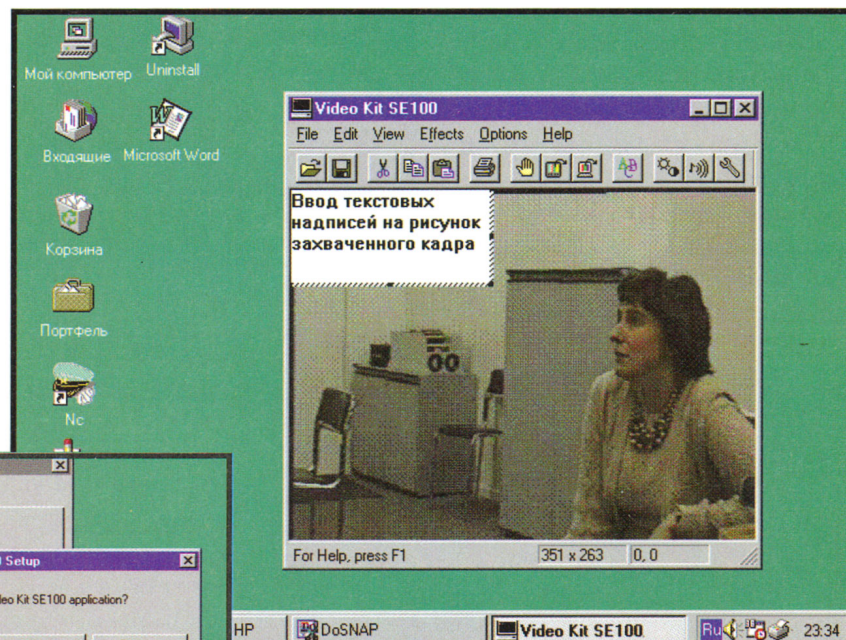 Мой компьютер
Uninstall
Входящие
Microsoft Word
Корзина
Портфель
Nc
Video Kit SE100
File Edit View Effects Options Help
Ввод текстовых
надписей на рисунок
захваченного кадра
For Help, press F1
351 x 263
0, 0
Setup
Kit SE100 application?
HP
DoSNAP
Video Kit SE100
Ru
23:34